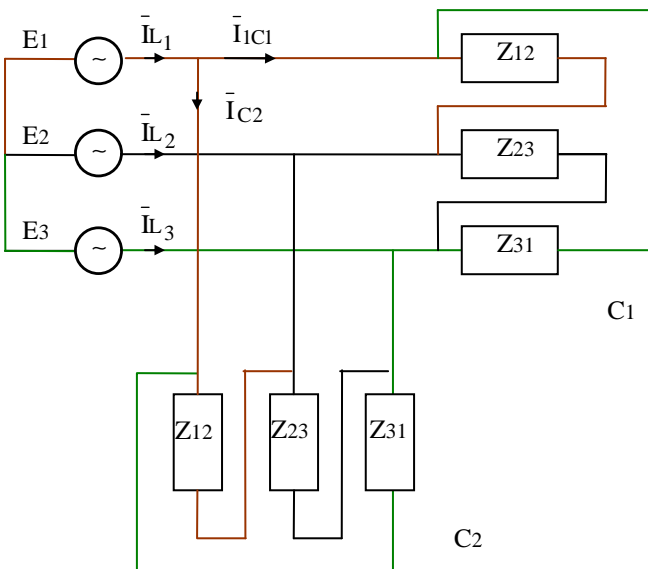 E1 ~ I̅L1 I̅1C1 Z12
I̅C2
E2 ~ I̅L2 Z23
E3 ~ I̅L3 Z31
C1
Z12 Z23 Z31
C2